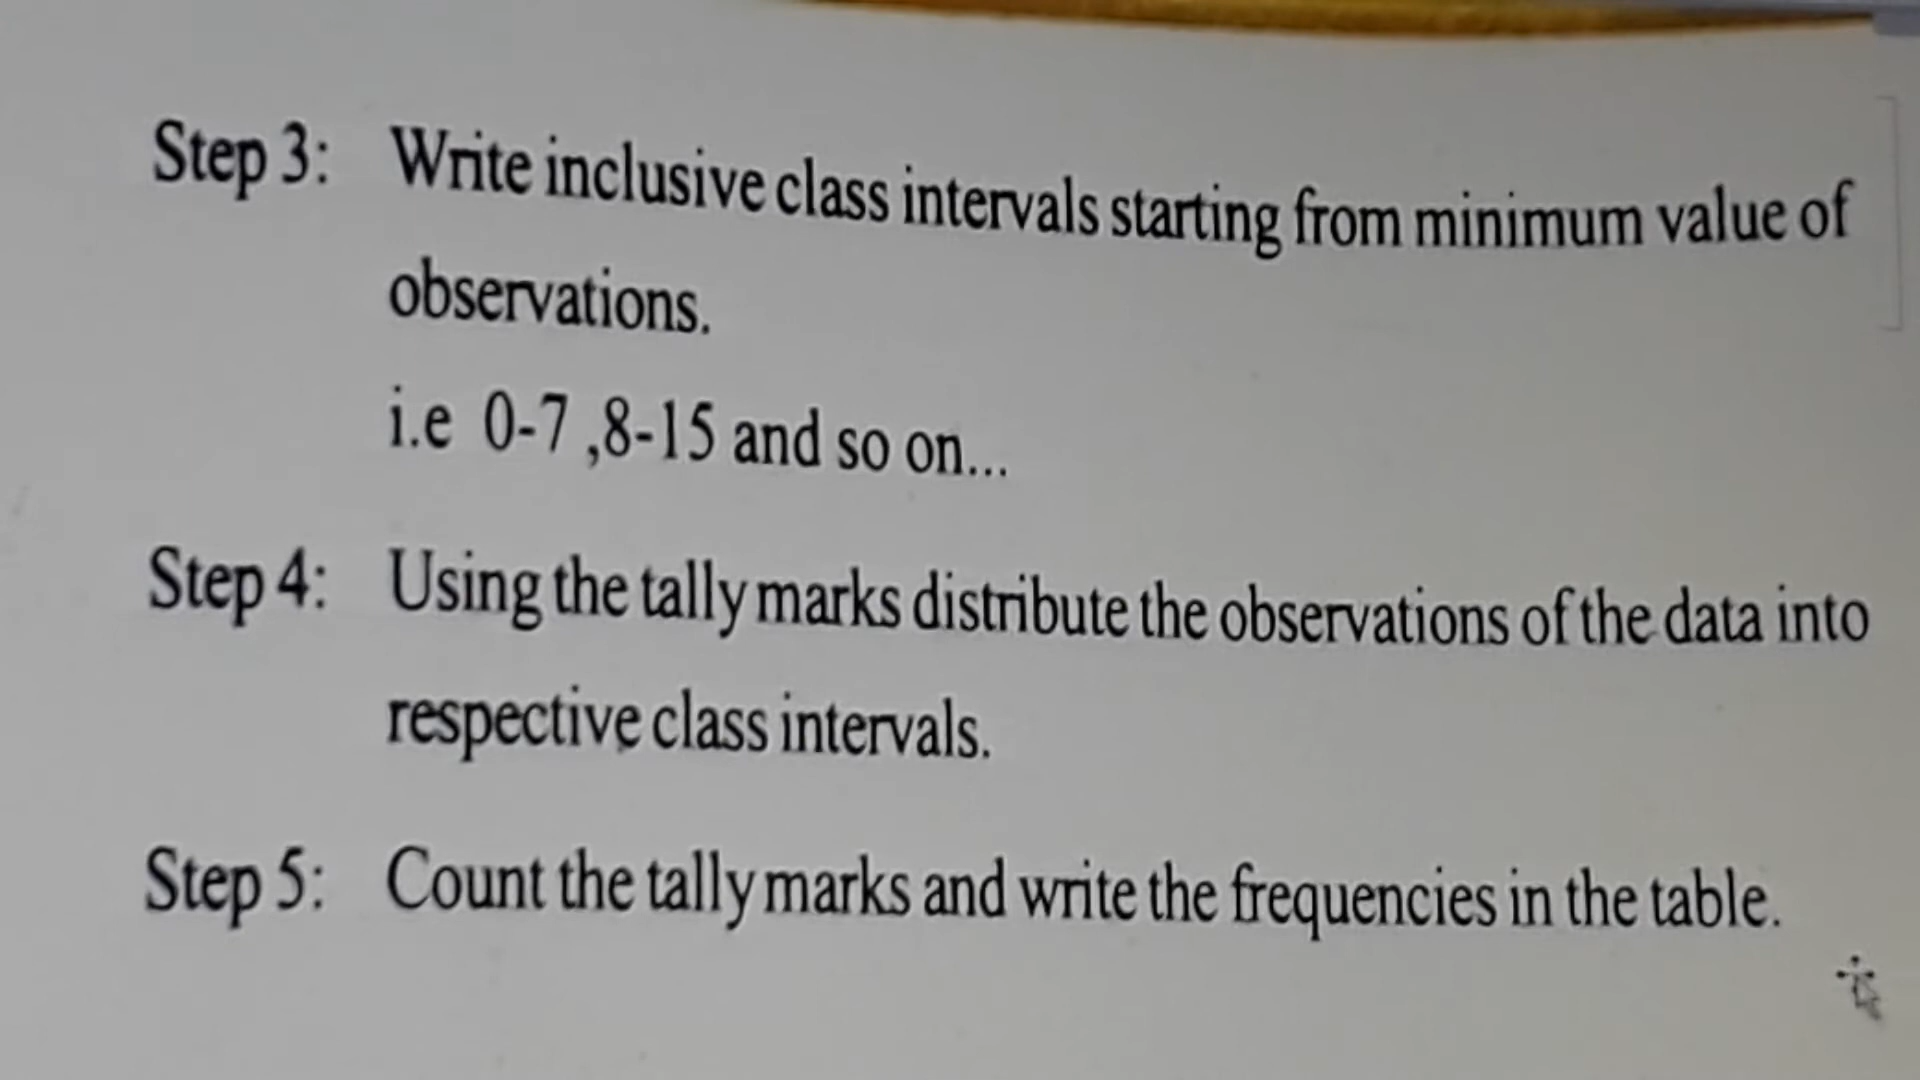 Step 3: Write inclusive class intervals starting from minimum value of
observations.
i.e 0-7 ,8-15 and so on...
Step 4: Using the tally marks distribute the observations of the data into
respective class intervals.
Step 5: Count the tally marks and write the frequencies in the table.